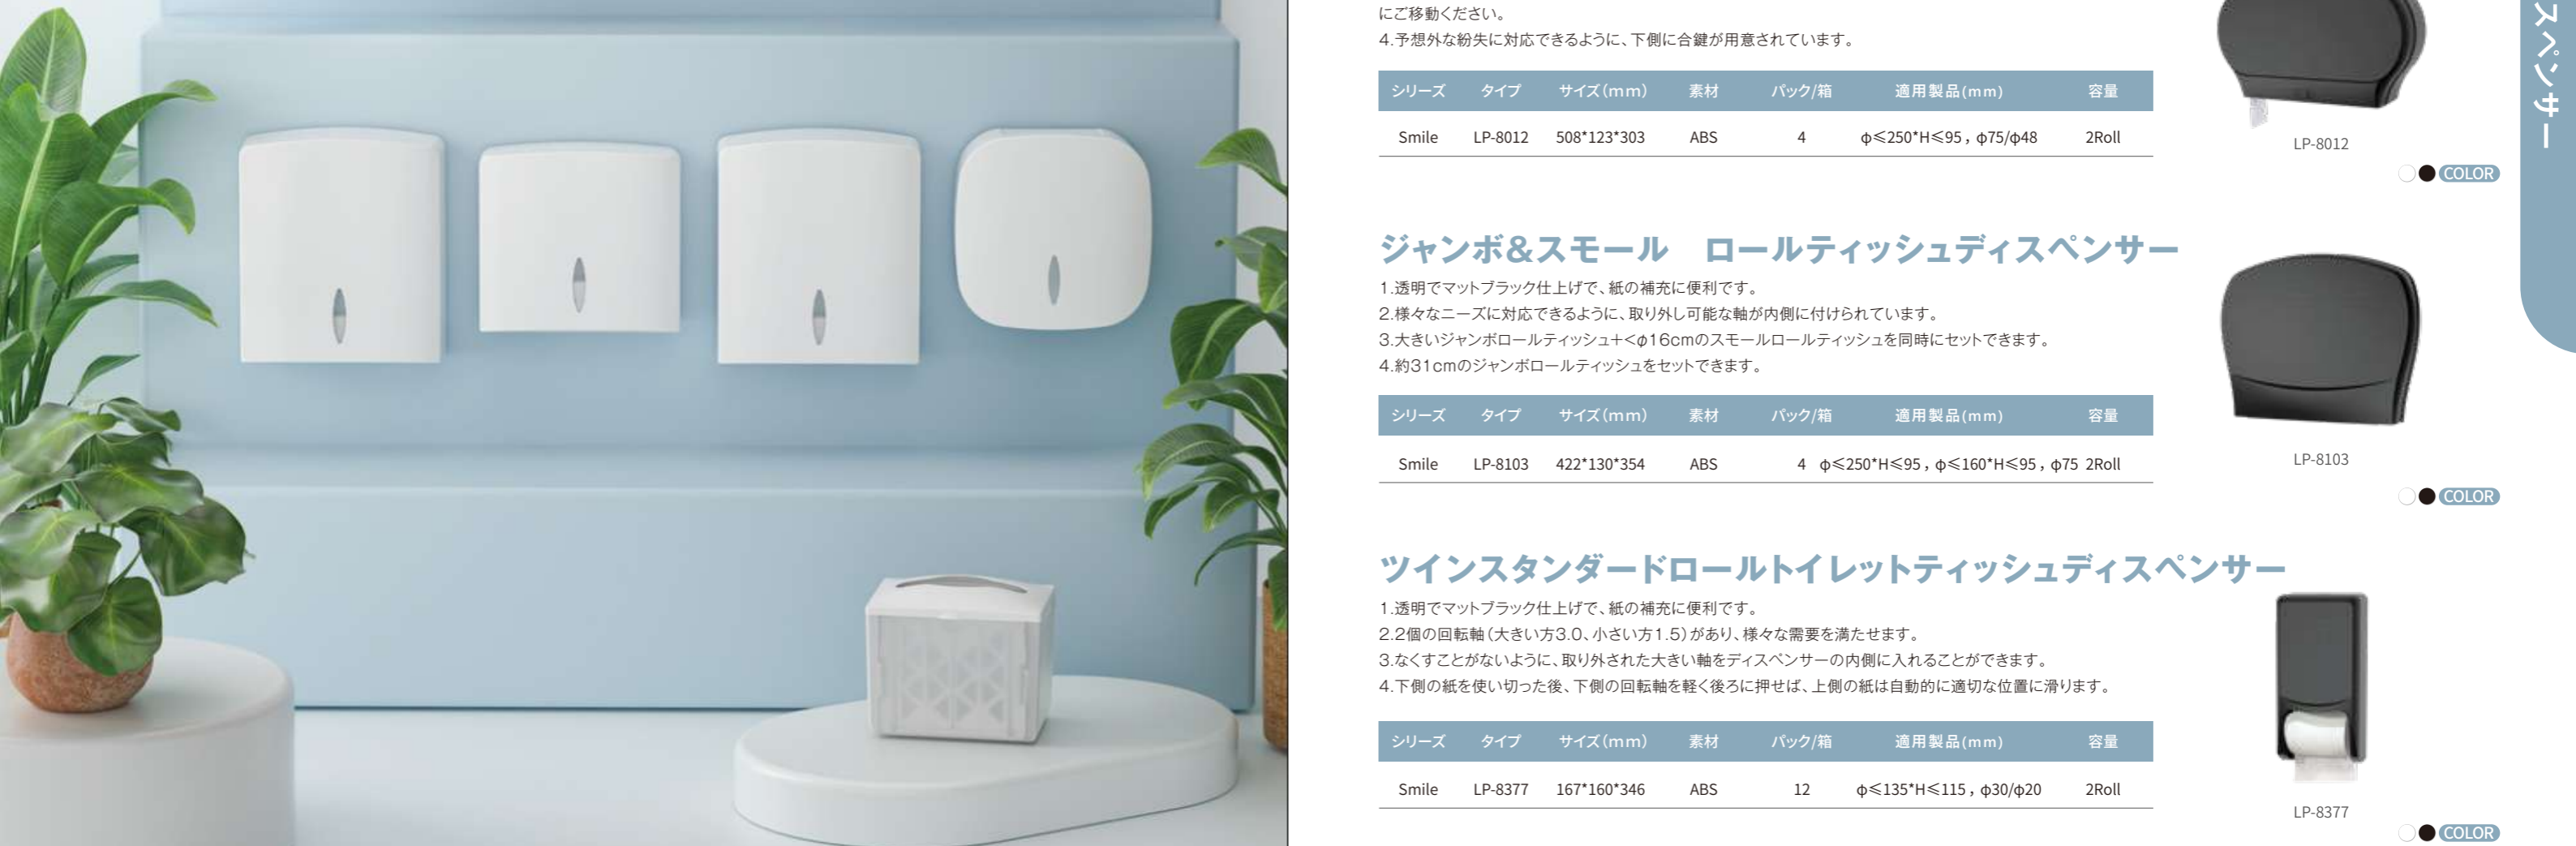 にご移動ください。
4.予想外な紛失に対応できるように、下側に合鍵が用意されています。
シリーズ タイプ サイズ（mm） 素材 パック/箱 適用製品(mm) 容量
Smile LP-8012 508*123*303 ABS 4 φ≤250*H≤95 , φ75/φ48 2Roll
LP-8012
COLOR
スペンサー
ジャンボ&スモール　ロールティッシュディスペンサー
1.透明でマットブラック仕上げで、紙の補充に便利です。
2.様々なニーズに対応できるように、取り外し可能な軸が内側に付けられています。
3.大きいジャンボロールティッシュ+<φ16cmのスモールロールティッシュを同時にセットできます。
4.約31cmのジャンボロールティッシュをセットできます。
シリーズ タイプ サイズ（mm） 素材 パック/箱 適用製品(mm) 容量
Smile LP-8103 422*130*354 ABS 4 φ≤250*H≤95 , φ≤160*H≤95 , φ75 2Roll
LP-8103
COLOR
ツインスタンダードロールトイレットティッシュディスペンサー
1.透明でマットブラック仕上げで、紙の補充に便利です。
2.2個の回転軸（大きい方3.0、小さい方1.5）があり、様々な需要を満たせます。
3.なくすことがないように、取り外された大きい軸をディスペンサーの内側に入れることができます。
4.下側の紙を使い切った後、下側の回転軸を軽く後ろに押せば、上側の紙は自動的に適切な位置に滑ります。
シリーズ タイプ サイズ（mm） 素材 パック/箱 適用製品(mm) 容量
Smile LP-8377 167*160*346 ABS 12 φ≤135*H≤115 , φ30/φ20 2Roll
LP-8377
COLOR